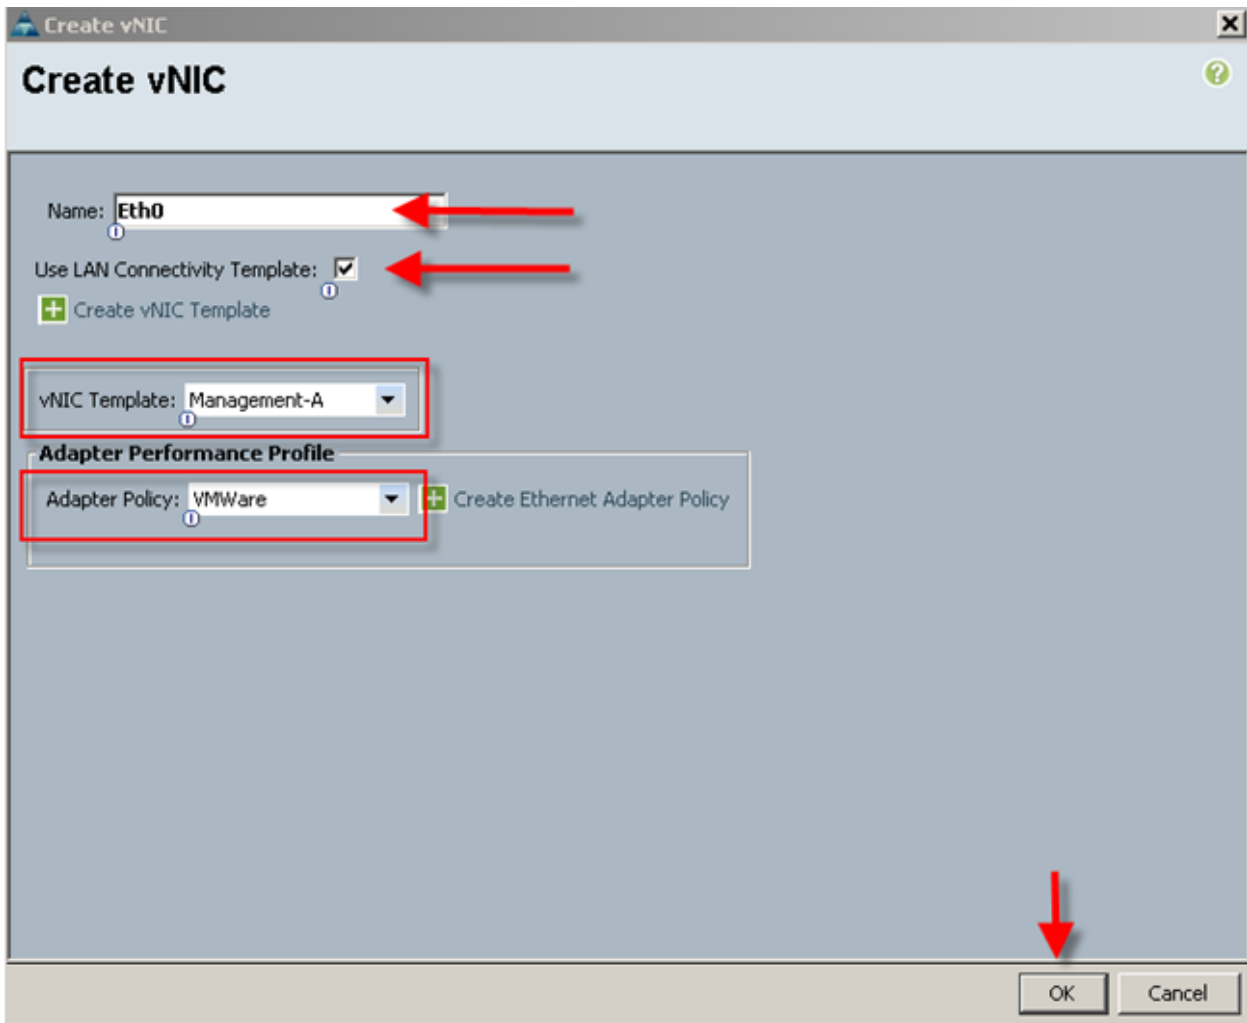 Create vNIC
Create vNIC
Name: Eth0
Use LAN Connectivity Template:
Create vNIC Template
vNIC Template: Management-A
Adapter Performance Profile
Adapter Policy: VMWare Create Ethernet Adapter Policy
OK Cancel